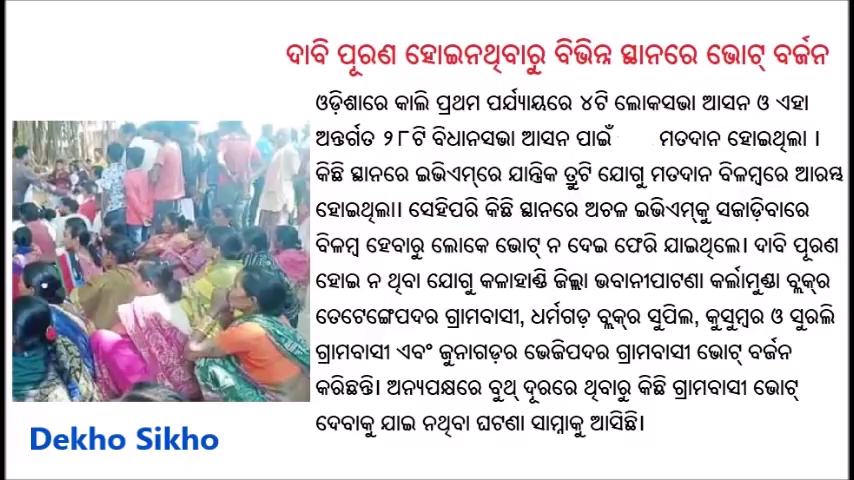 ଦାବି ପୂରଣ ହୋଇନଥିବାରୁ ବିଭିନ୍ନ ସ୍ଥାନରେ ଭୋଟ୍ ବର୍ଜନ
ଓଡ଼ିଶାରେ କାଲି ପ୍ରଥମ ପର୍ଯ୍ୟାୟରେ ୪ଟି ଲୋକସଭା ଆସନ ଓ ଏହା
ଅନ୍ତର୍ଗତ ୨୮ଟି ବିଧାନସଭା ଆସନ ପାଇଁ ମତଦାନ ହୋଇଥିଲା ।
କିଛି ସ୍ଥାନରେ ଇଭିଏମ୍‌ରେ ଯାନ୍ତ୍ରିକ ତ୍ରୁଟି ଯୋଗୁ ମତଦାନ ବିଳମ୍ବରେ ଆରମ୍ଭ
ହୋଇଥିଲା। ସେହିପରି କିଛି ସ୍ଥାନରେ ଅଚଳ ଇଭିଏମ୍‌କୁ ସଜାଡ଼ିବାରେ
ବିଳମ୍ବ ହେବାରୁ ଲୋକେ ଭୋଟ୍ ନ ଦେଇ ଫେରି ଯାଇଥିଲେ। ଦାବି ପୂରଣ
ହୋଇ ନ ଥିବା ଯୋଗୁ କଳାହାଣ୍ଡି ଜିଲ୍ଲା ଭବାନୀପାଟଣା କର୍ଲାମୁଣ୍ଡା ବ୍ଲକ୍‌ର
ତେଟେଙ୍ଗେପଦର ଗ୍ରାମବାସୀ, ଧର୍ମଗଡ଼ ବ୍ଲକ୍‌ର ସୁପିଲ, କୁସୁମ୍ବର ଓ ସୁରଲି
ଗ୍ରାମବାସୀ ଏବଂ ଜୁନାଗଡ଼ର ଭେଜିପଦର ଗ୍ରାମବାସୀ ଭୋଟ୍ ବର୍ଜନ
କରିଛନ୍ତି। ଅନ୍ୟପକ୍ଷରେ ବୁଥ୍ ଦୂରରେ ଥିବାରୁ କିଛି ଗ୍ରାମବାସୀ ଭୋଟ୍
ଦେବାକୁ ଯାଇ ନଥିବା ଘଟଣା ସାମ୍ନାକୁ ଆସିଛି।
Dekho Sikho